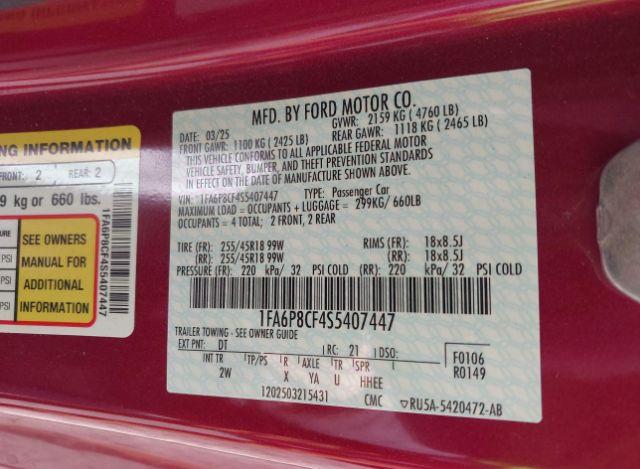 NG INFORMATION
FRONT: 2 REAR: 2
9 kg or 660 lbs.
SEE OWNERS
MANUAL FOR
ADDITIONAL
INFORMATION
PSI
PSI
1FA6P8CF4S5407447
MFD. BY FORD MOTOR CO.
DATE: 03/25 GVWR: 2159 KG ( 4760 LB)
FRONT GAWR: 1100 KG ( 2425 LB) REAR GAWR: 1118 KG ( 2465 LB)
THIS VEHICLE CONFORMS TO ALL APPLICABLE FEDERAL MOTOR
VEHICLE SAFETY, BUMPER, AND THEFT PREVENTION STANDARDS
IN EFFECT ON THE DATE OF MANUFACTURE SHOWN ABOVE.
VIN: 1FA6P8CF4S5407447 TYPE: Passenger Car
MAXIMUM LOAD = OCCUPANTS + LUGGAGE = 299KG/ 660LB
OCCUPANTS = 4 TOTAL; 2 FRONT, 2 REAR
TIRE (FR): 255/45R18 99W RIMS (FR): 18x8.5J
(RR): 255/45R18 99W (RR): 18x8.5J
PRESSURE (FR): 220 kPa/ 32 PSI COLD (RR): 220 kPa/ 32 PSI COLD
1FA6P8CF4S5407447
TRAILER TOWING - SEE OWNER GUIDE
EXT PNT: DT RC: 21 DSO: F0106
INT TR TP/PS R AXLE TR SPR R0149
2W X YA U HHEE
1202503215431 CMC RU5A-5420472-AB